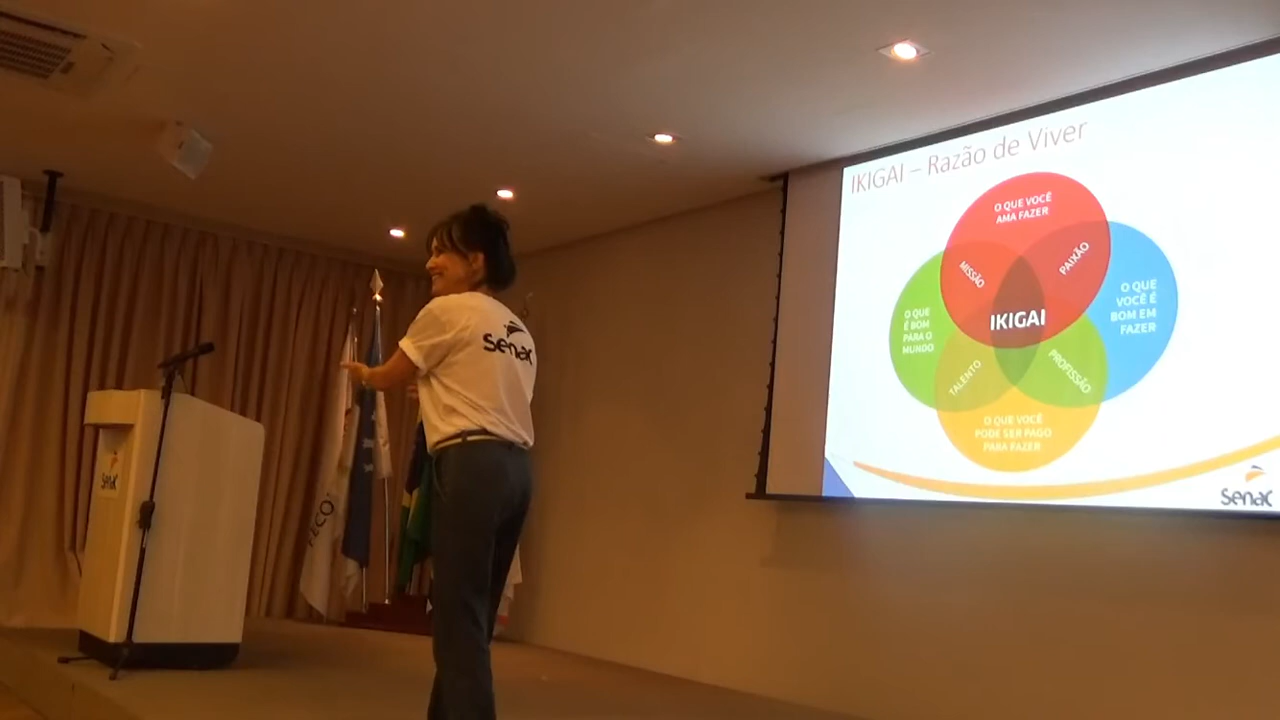 IKIGAI – Razão de Viver
O QUE VOCÊ
AMA FAZER
MISSÃO
PAIXÃO
O QUE
É BOM
PARA O
MUNDO
IKIGAI
O QUE
VOCÊ É
BOM EM
FAZER
TALENTO
PROFISSÃO
O QUE VOCÊ
PODE SER PAGO
PARA FAZER
Senac
Senac
Senac